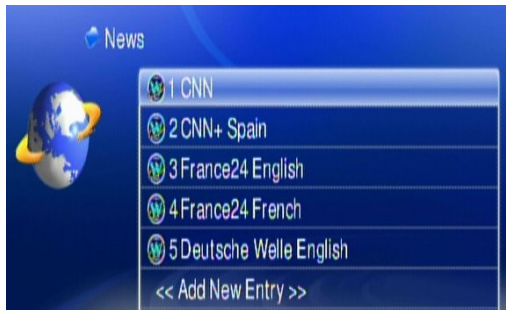 News
1 CNN
2 CNN+ Spain
3 France24 English
4 France24 French
5 Deutsche Welle English
<< Add New Entry >>